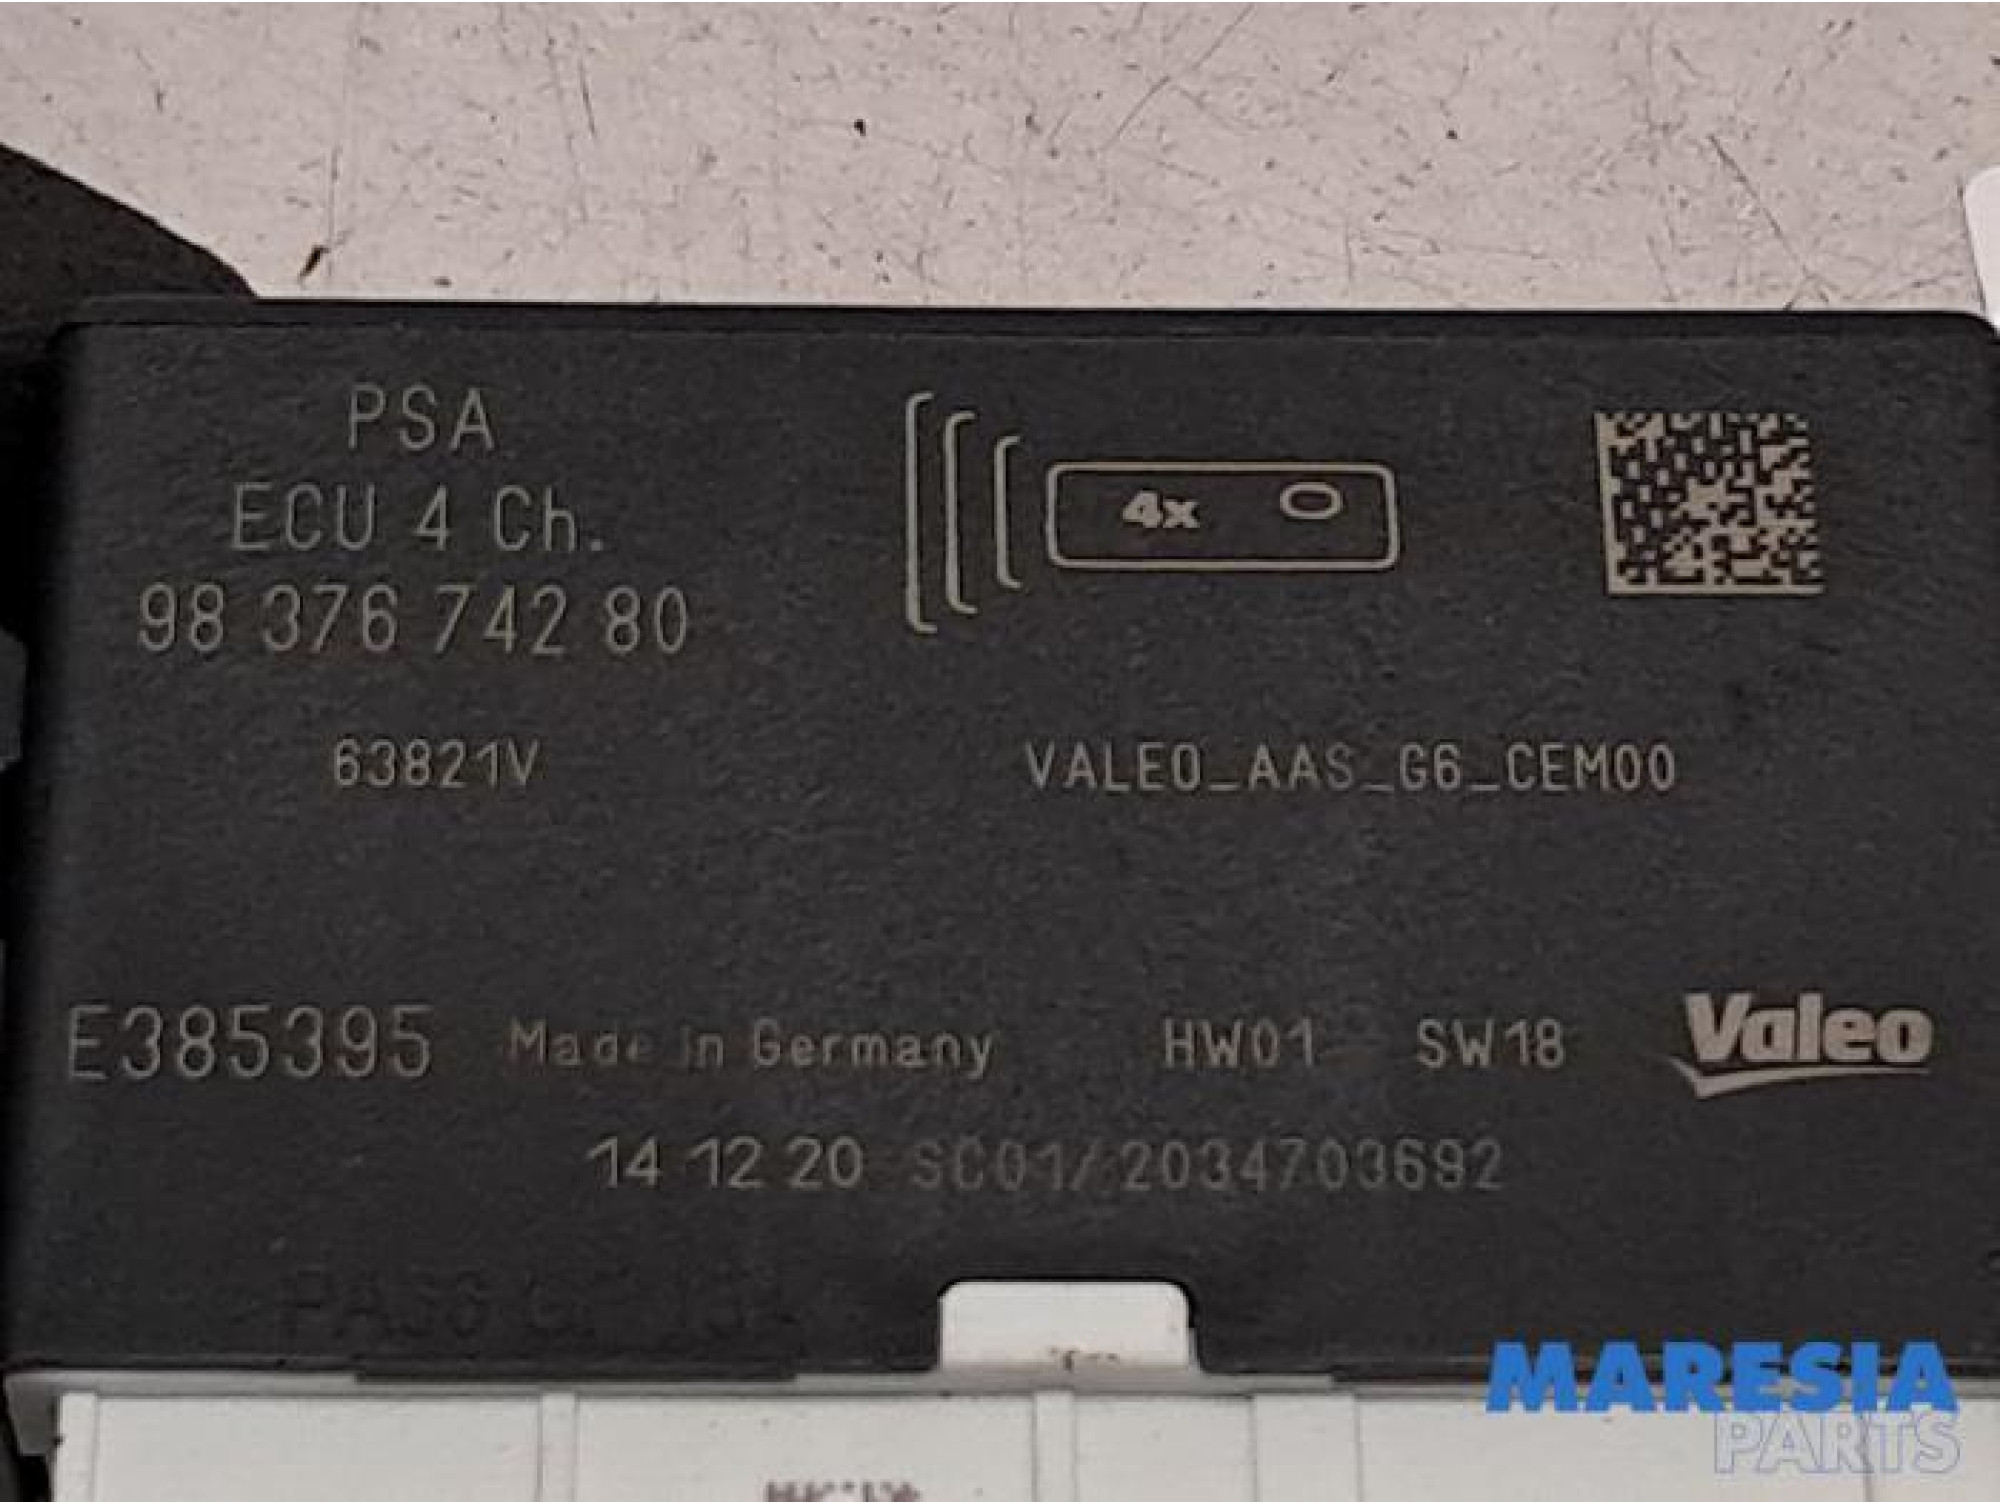 PSA
ECU 4 Ch.
98 376 742 80
4x
63821V
VALEO_AAS_G6_CEM00
E385395 Made in Germany HW01 SW18 Valeo
14 12 20 SC01/2034703692
MARESIA
PARTS